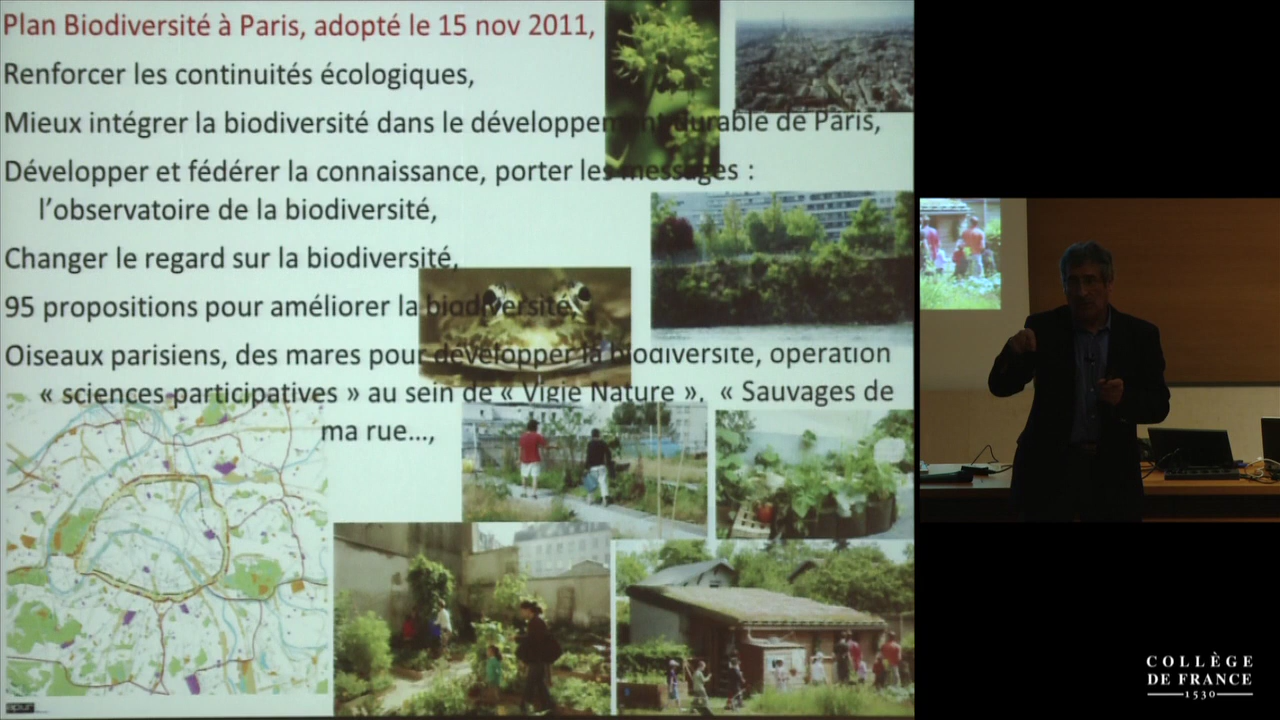 Plan Biodiversité à Paris, adopté le 15 nov 2011,
Renforcer les continuités écologiques,
Mieux intégrer la biodiversité dans le développement durable de Paris,
Développer et fédérer la connaissance, porter les messages :
l'observatoire de la biodiversité,
Changer le regard sur la biodiversité,
95 propositions pour améliorer la biodiversité,
Oiseaux parisiens, des mares pour développer la biodiversité, opération
« sciences participatives » au sein de « Vigie Nature », « Sauvages de
ma rue…,
apur
COLLÈGE
DE FRANCE
1530